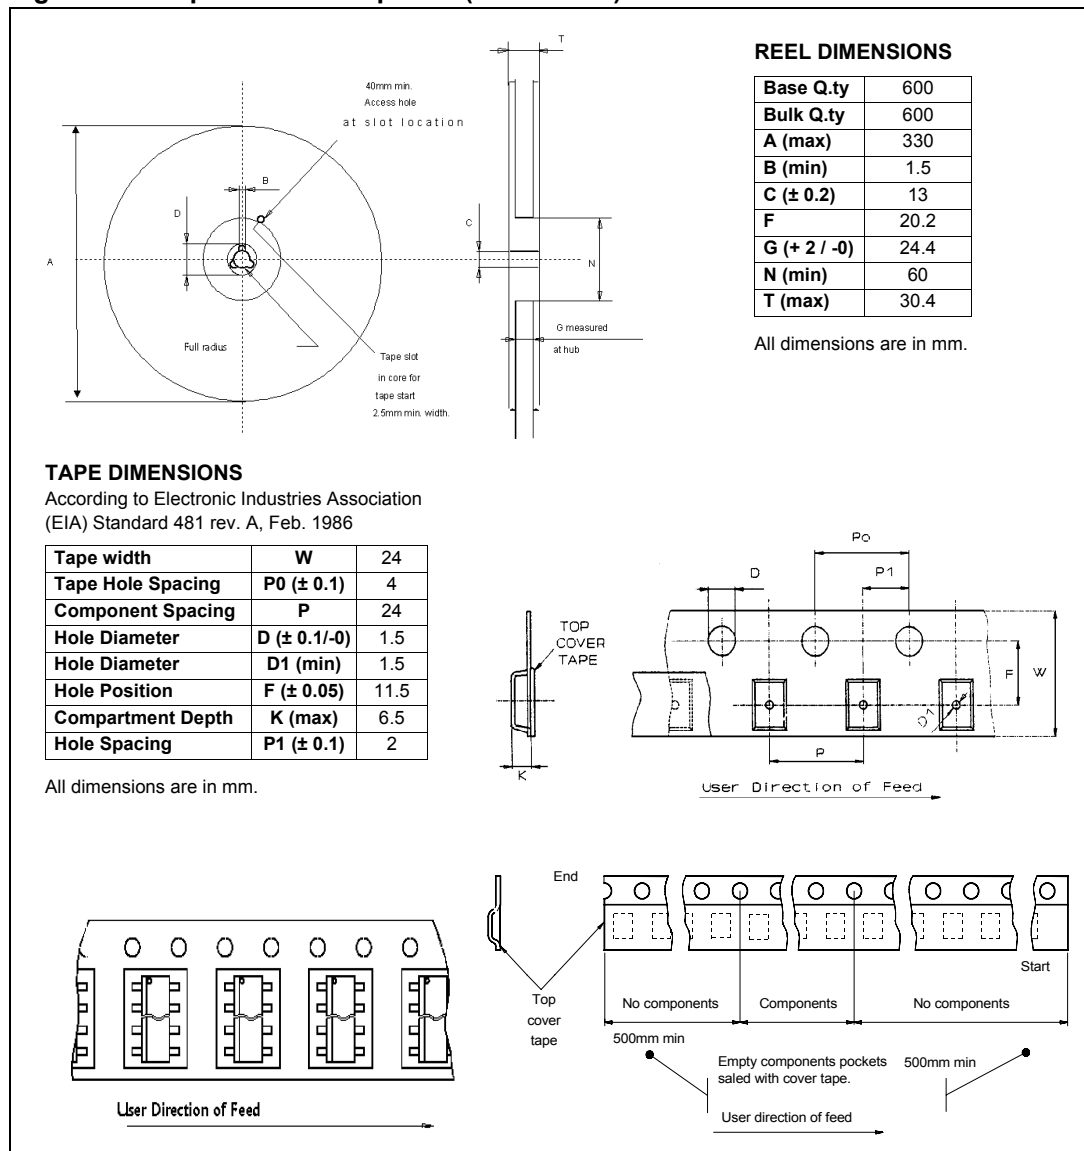 T
40mm min.
Access hole
at slot location
B
D
C
A
N
Full radius
Tape slot
in core for
tape start
2.5mm min. width.
G measured
at hub
REEL DIMENSIONS
Base Q.ty 600
Bulk Q.ty 600
A (max) 330
B (min) 1.5
C (± 0.2) 13
F 20.2
G (+ 2 / -0) 24.4
N (min) 60
T (max) 30.4
All dimensions are in mm.
TAPE DIMENSIONS
According to Electronic Industries Association
(EIA) Standard 481 rev. A, Feb. 1986
Tape width W 24
Tape Hole Spacing P0 (± 0.1) 4
Component Spacing P 24
Hole Diameter D (± 0.1/-0) 1.5
Hole Diameter D1 (min) 1.5
Hole Position F (± 0.05) 11.5
Compartment Depth K (max) 6.5
Hole Spacing P1 (± 0.1) 2
All dimensions are in mm.
Po
D
P1
TOP
COVER
TAPE
F
W
D1
P
K
User Direction of Feed
User Direction of Feed
End
Start
Top
cover
tape
No components
Components
No components
500mm min
Empty components pockets
saled with cover tape.
500mm min
User direction of feed